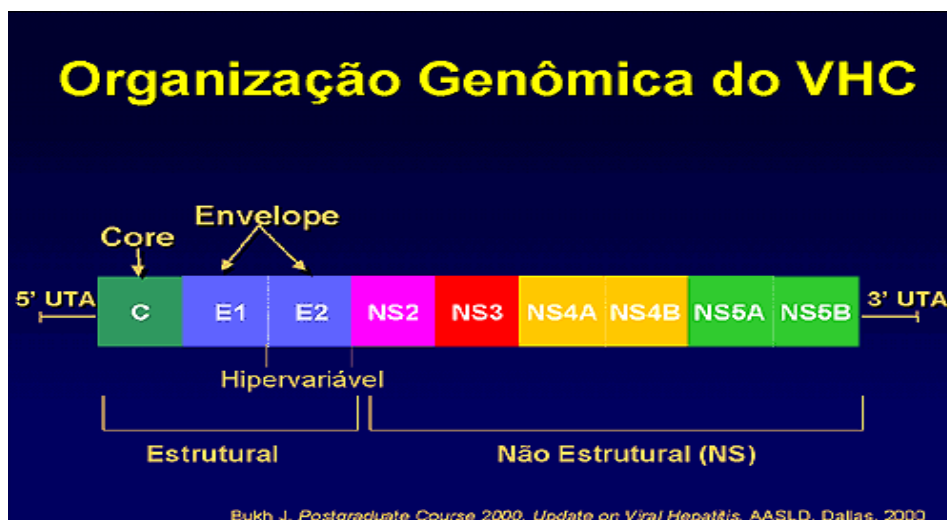 Organização Genômica do VHC
Envelope
Core
5' UTA C E1 E2 NS2 NS3 NS4A NS4B NS5A NS5B 3' UTA
Hipervariável
Estrutural Não Estrutural (NS)
Bukh J. Postgraduate Course 2000. Update on Viral Hepatitis. AASLD. Dallas. 2000